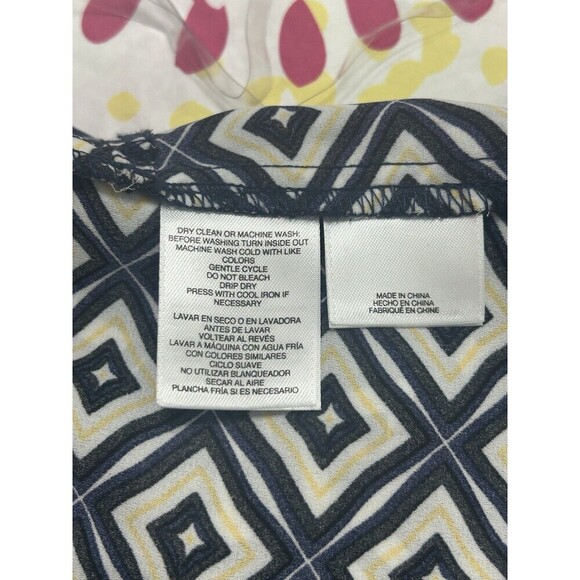 DRY CLEAN OR MACHINE WASH:
BEFORE WASHING TURN INSIDE OUT
MACHINE WASH COLD WITH LIKE
COLORS
GENTLE CYCLE
DO NOT BLEACH
DRIP DRY
PRESS WITH COOL IRON IF
NECESSARY
LAVAR EN SECO O EN LAVADORA
ANTES DE LAVAR
VOLTEAR AL REVÉS
LAVAR A MÁQUINA CON AGUA FRÍA
CON COLORES SIMILARES
CICLO SUAVE
NO UTILIZAR BLANQUEADOR
SECAR AL AIRE
PLANCHA FRÍA SI ES NECESARIO
MADE IN CHINA
HECHO EN CHINA
FABRIQUÉ EN CHINE